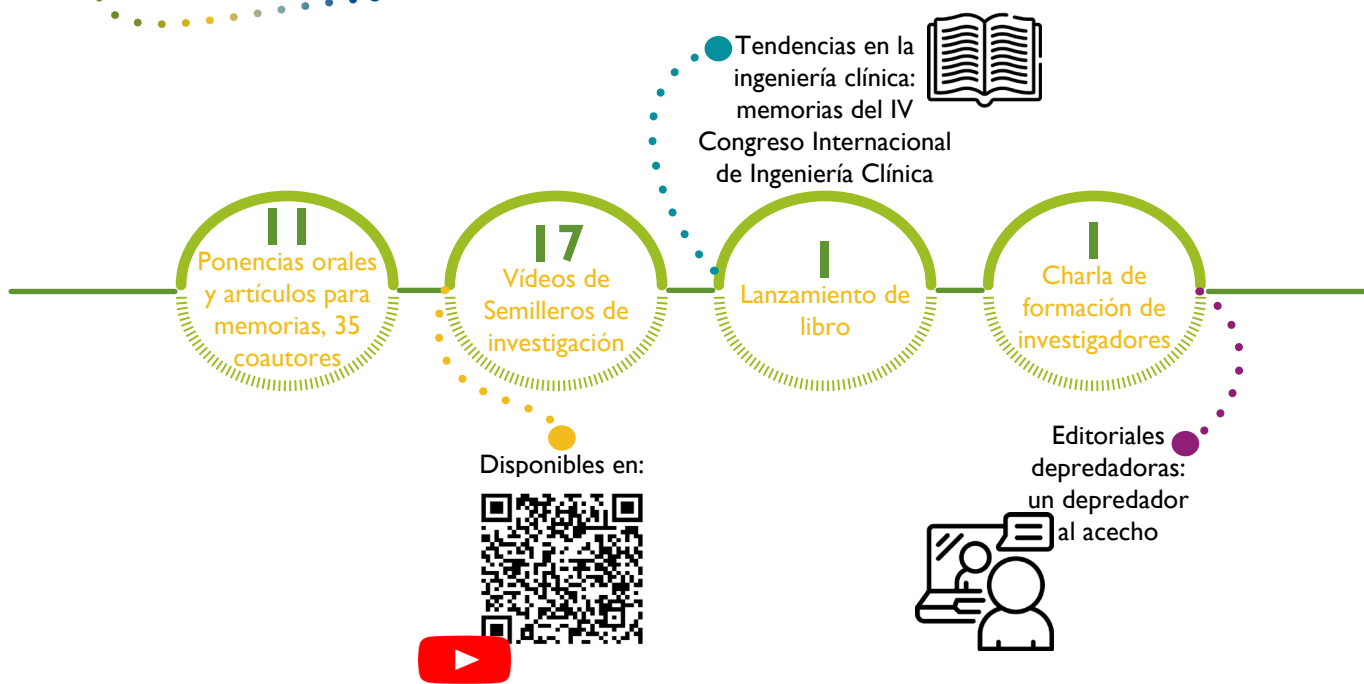 Tendencias en la
ingeniería clínica:
memorias del IV
Congreso Internacional
de Ingeniería Clínica
11
Ponencias orales
y artículos para
memorias, 35
coautores
17
Vídeos de
Semilleros de
investigación
1
Lanzamiento de
libro
1
Charla de
formación de
investigadores
Disponibles en:
Editoriales
depredadoras:
un depredador
al acecho